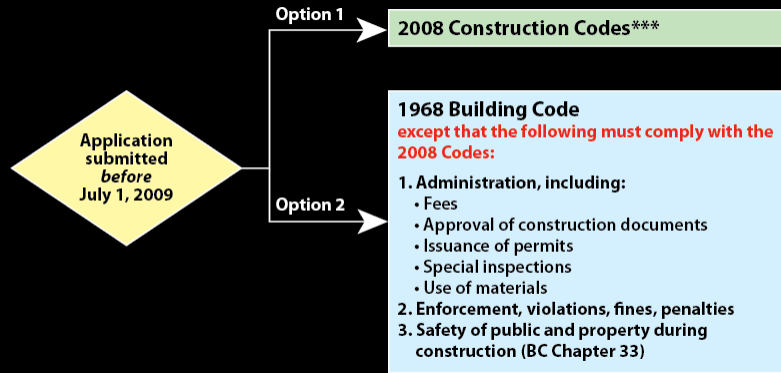 Option 1
2008 Construction Codes***
Application
submitted
before
July 1, 2009
Option 2
1968 Building Code
except that the following must comply with the
2008 Codes:
1. Administration, including:
• Fees
• Approval of construction documents
• Issuance of permits
• Special inspections
• Use of materials
2. Enforcement, violations, fines, penalties
3. Safety of public and property during
construction (BC Chapter 33)